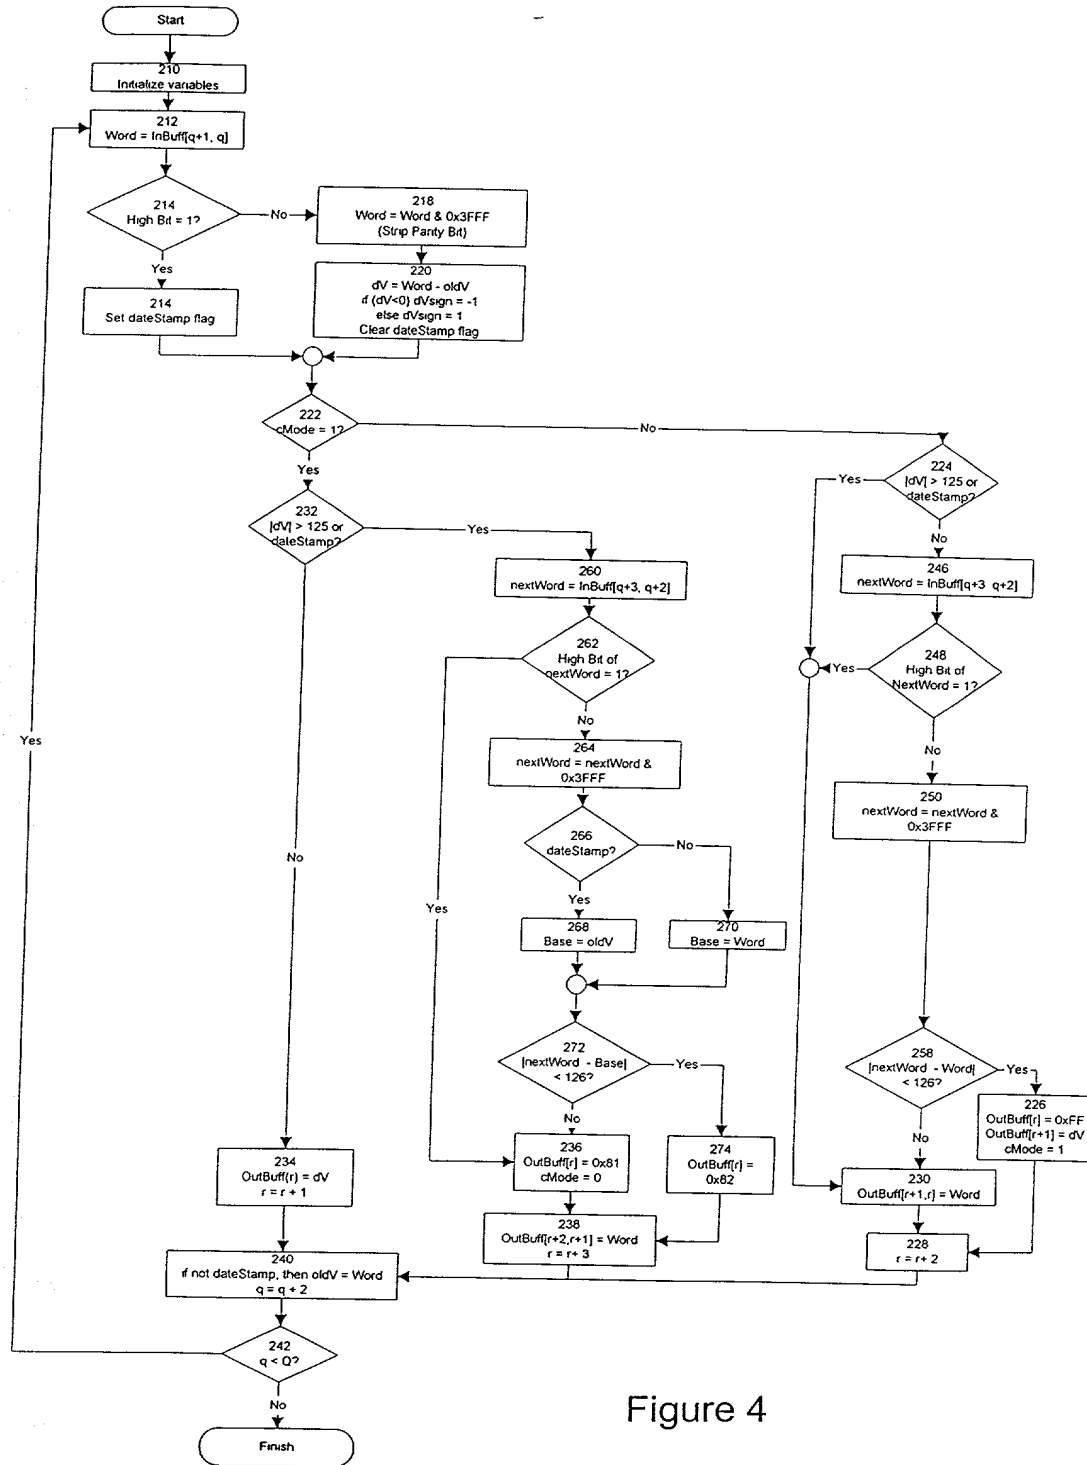 Start
210
Initialize variables
212
Word = InBuff[q+1, q]
214
High Bit = 1?
No
218
Word = Word & 0x3FFF
(Strip Parity Bit)
Yes
214
Set dateStamp flag
220
dV = Word - oldV
if (dV<0) dVsign = -1
else dVsign = 1
Clear dateStamp flag
222
cMode = 1?
No
Yes
224
|dV| > 125 or
dateStamp?
Yes
No
232
|dV| > 125 or
dateStamp?
Yes
No
260
nextWord = InBuff[q+3, q+2]
246
nextWord = InBuff[q+3 q+2]
262
High Bit of
nextWord = 1?
Yes
No
248
High Bit of
NextWord = 1?
Yes
No
264
nextWord = nextWord &
0x3FFF
250
nextWord = nextWord &
0x3FFF
266
dateStamp?
No
Yes
268
Base = oldV
270
Base = Word
272
|nextWord - Base|
< 126?
Yes
No
258
|nextWord - Word|
< 126?
Yes
No
226
OutBuff[r] = 0xFF
OutBuff[r+1] = dV
cMode = 1
234
OutBuff(r) = dV
r = r + 1
236
OutBuff[r] = 0x81
cMode = 0
274
OutBuff[r] =
0x82
230
OutBuff[r+1,r] = Word
238
OutBuff[r+2,r+1] = Word
r = r+ 3
228
r = r+ 2
240
if not dateStamp, then oldV = Word
q = q + 2
242
q < Q?
Yes
No
Finish
Figure 4